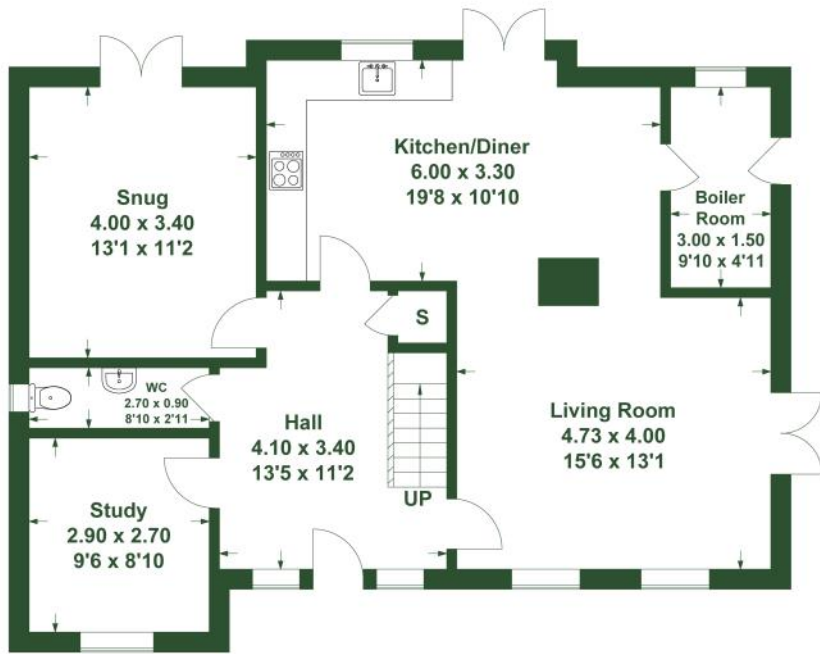 Kitchen/Diner
6.00 x 3.30
19'8 x 10'10
Snug
4.00 x 3.40
13'1 x 11'2
Boiler
Room
3.00 x 1.50
9'10 x 4'11
S
WC
2.70 x 0.90
8'10 x 2'11
Hall
4.10 x 3.40
13'5 x 11'2
Living Room
4.73 x 4.00
15'6 x 13'1
UP
Study
2.90 x 2.70
9'6 x 8'10